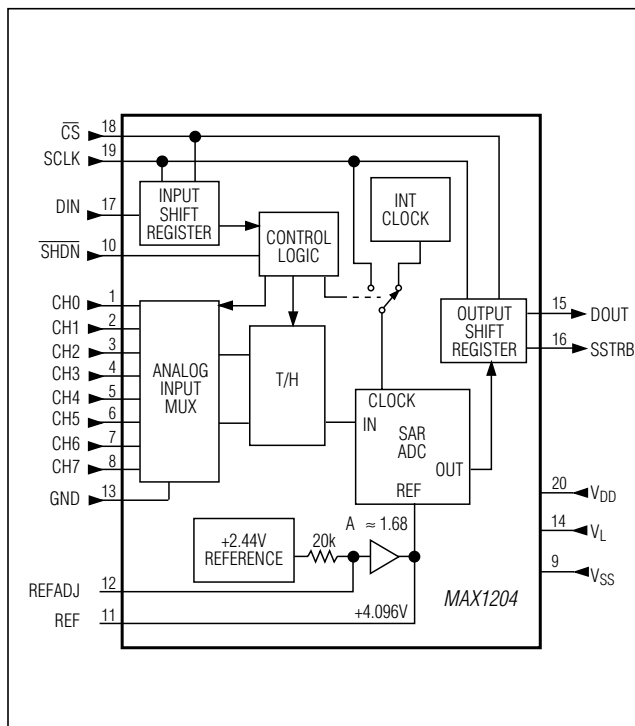 CS 18
SCLK 19
DIN 17
SHDN 10
CH0 1
CH1 2
CH2 3
CH3 4
CH4 5
CH5 6
CH6 7
CH7 8
GND 13
REFADJ 12
REF 11
INPUT
SHIFT
REGISTER
CONTROL
LOGIC
INT
CLOCK
ANALOG
INPUT
MUX
T/H
CLOCK
IN
SAR
ADC
OUT
REF
OUTPUT
SHIFT
REGISTER
15 DOUT
16 SSTRB
20 VDD
14 VL
9 VSS
+2.44V
REFERENCE
20k
A ≈ 1.68
+4.096V
MAX1204